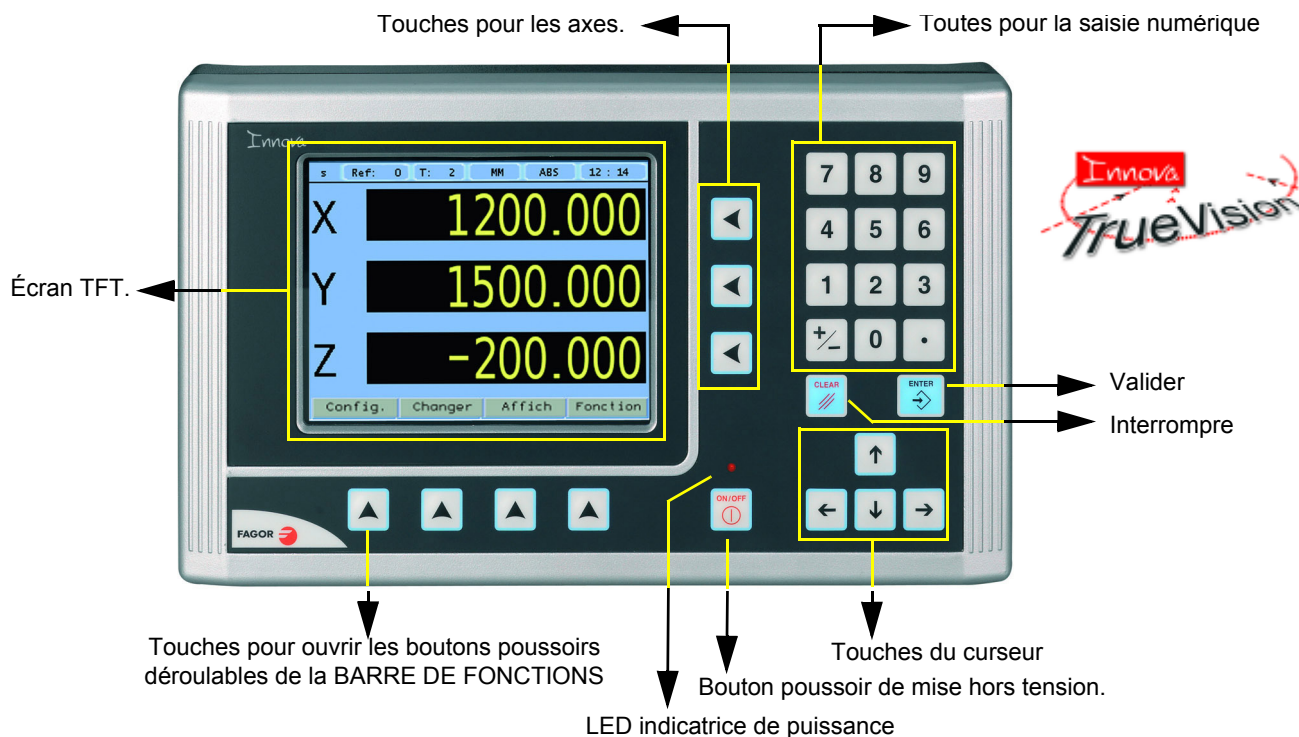 Touches pour les axes.
Toutes pour la saisie numérique
Innova
s Ref: 0 T: 2 MM ABS 12 : 14
X 1200.000
Y 1500.000
Z -200.000
Config. Changer Affich Fonction
7 8 9
4 5 6
1 2 3
+/- 0 .
CLEAR ENTER
ON/OFF
FAGOR
Innova
TrueVision
Écran TFT.
Valider
Interrompre
Touches pour ouvrir les boutons poussoirs
déroulables de la BARRE DE FONCTIONS
Touches du curseur
Bouton poussoir de mise hors tension.
LED indicatrice de puissance